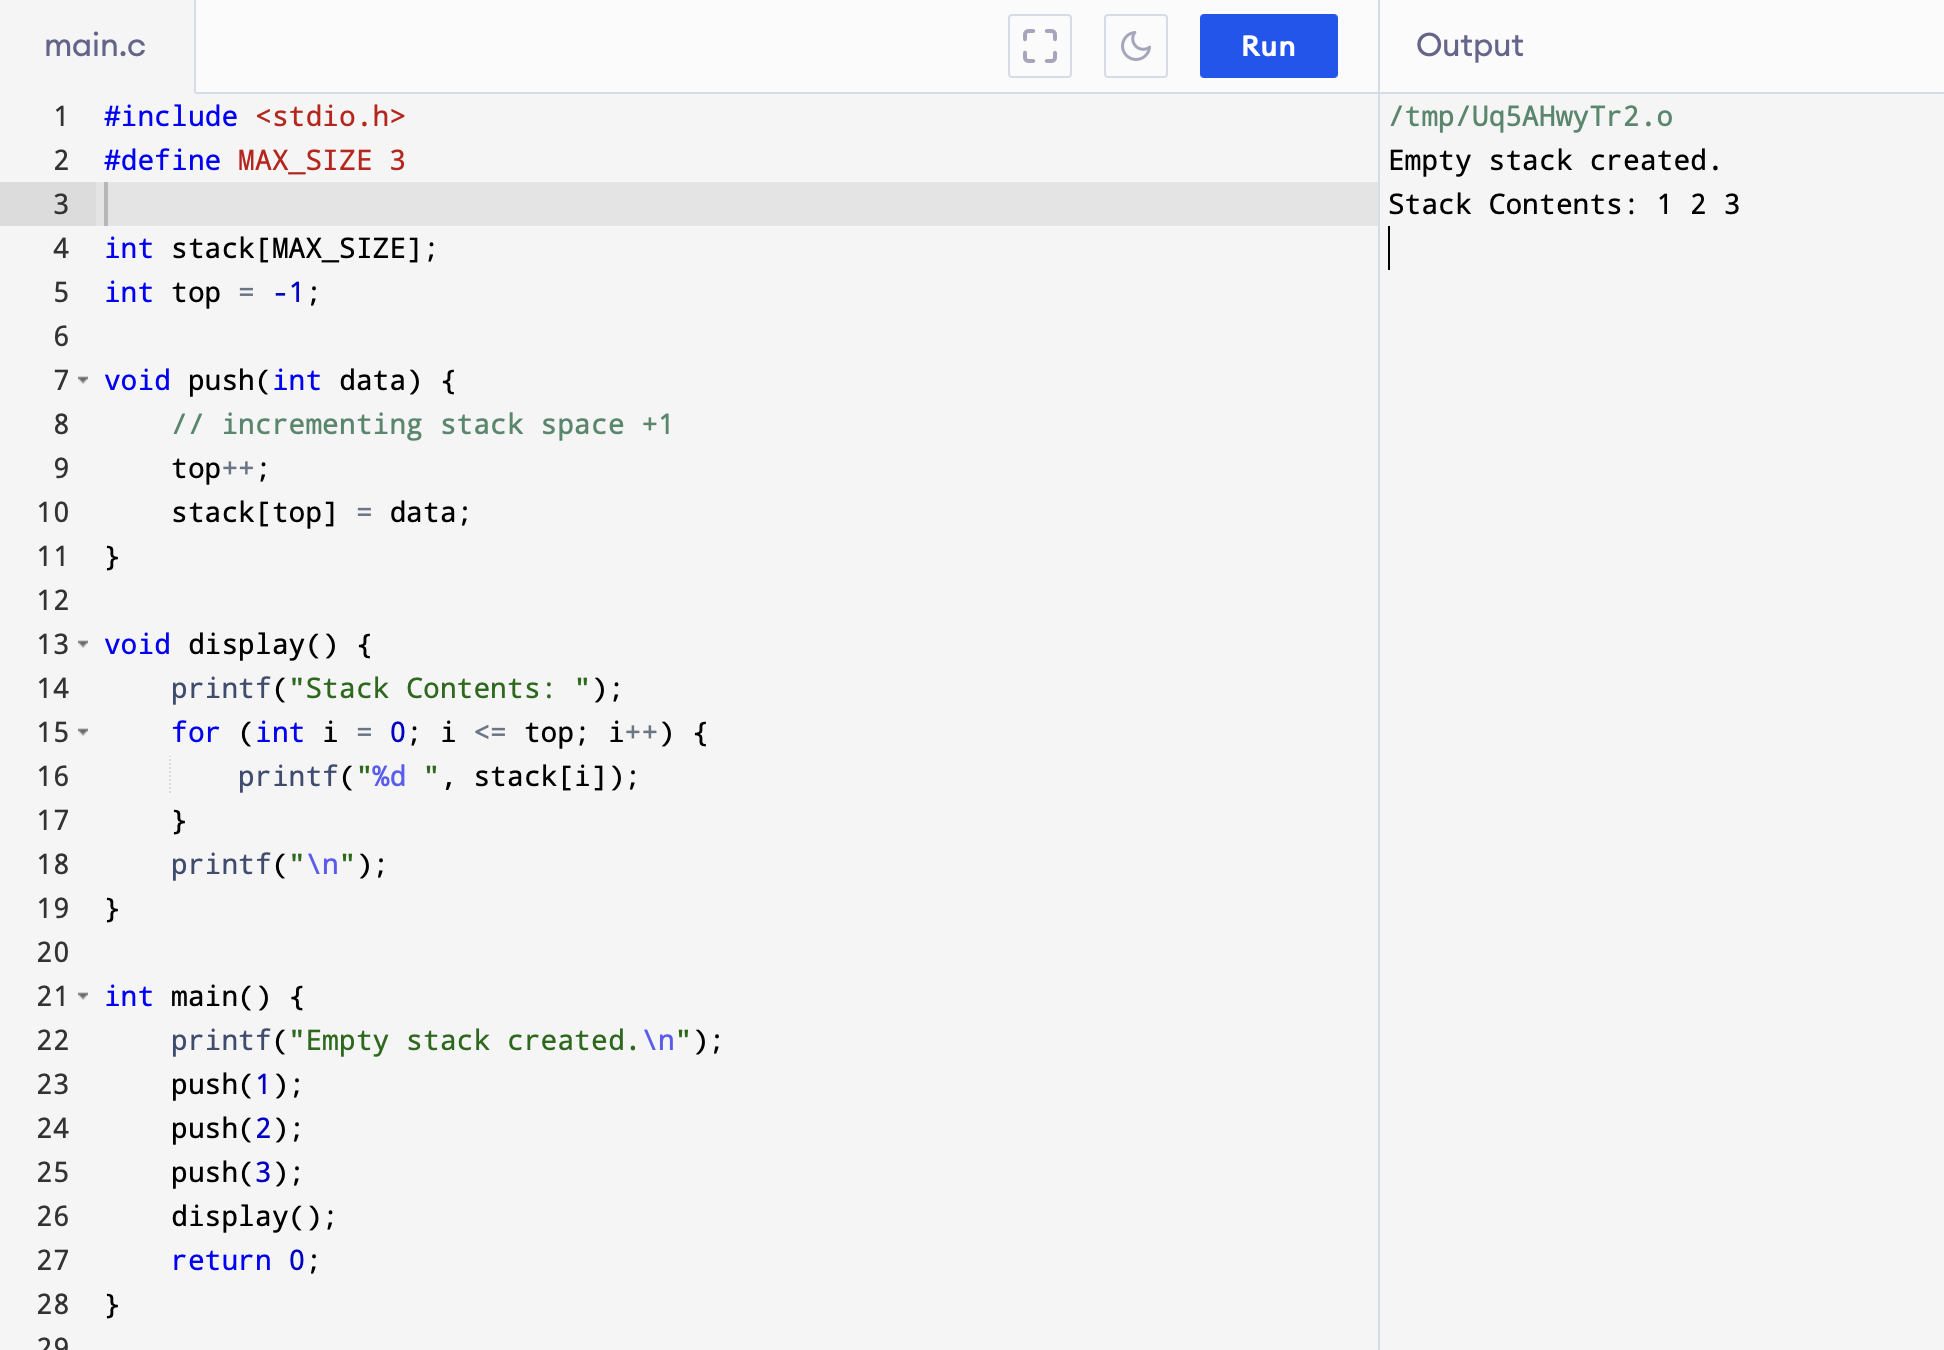 main.c
Run
Output
1 #include <stdio.h>
2 #define MAX_SIZE 3
3
4 int stack[MAX_SIZE];
5 int top = -1;
6
7 void push(int data) {
8     // incrementing stack space +1
9     top++;
10     stack[top] = data;
11 }
12
13 void display() {
14     printf("Stack Contents: ");
15     for (int i = 0; i <= top; i++) {
16         printf("%d ", stack[i]);
17     }
18     printf("\n");
19 }
20
21 int main() {
22     printf("Empty stack created.\n");
23     push(1);
24     push(2);
25     push(3);
26     display();
27     return 0;
28 }
29
/tmp/Uq5AHwyTr2.o
Empty stack created.
Stack Contents: 1 2 3